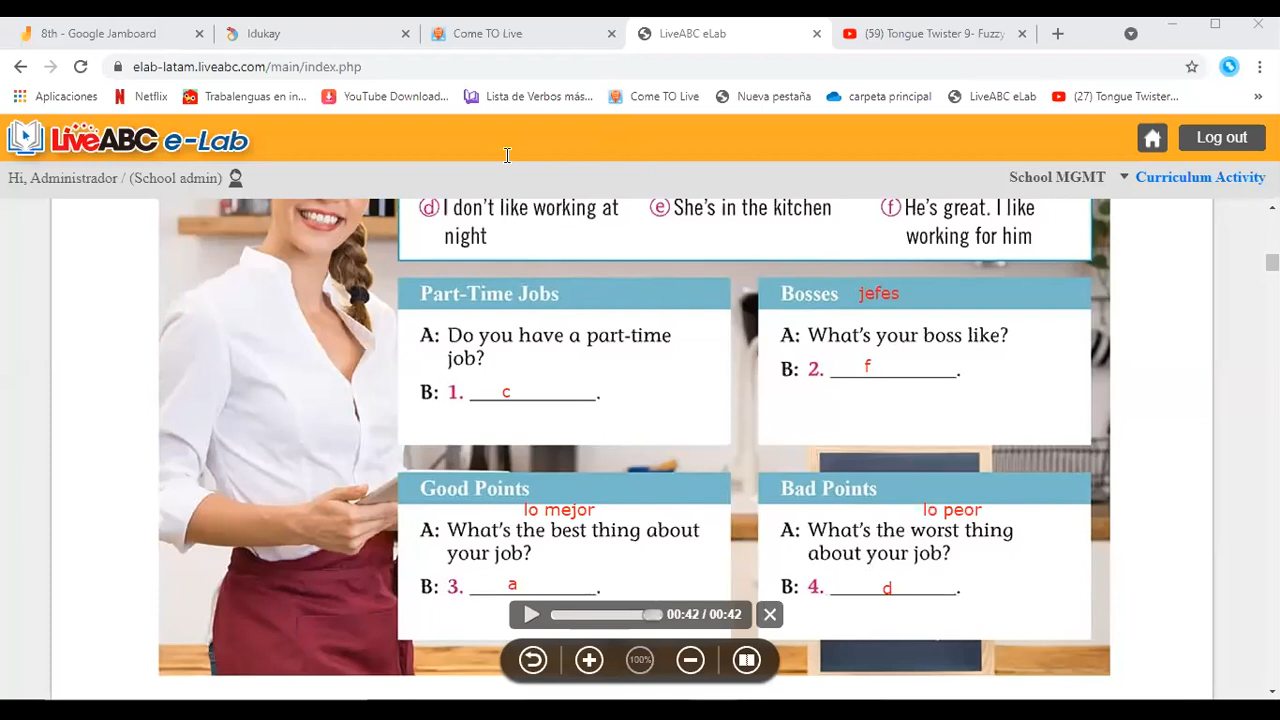 8th - Google Jamboard
Idukay
Come TO Live
LiveABC eLab
(59) Tongue Twister 9- Fuzzy
elab-latam.liveabc.com/main/index.php
Aplicaciones
Netflix
Trabalenguas en in...
YouTube Download...
Lista de Verbos más...
Come TO Live
Nueva pestaña
carpeta principal
LiveABC eLab
(27) Tongue Twister...
LiveABC e-Lab
Log out
Hi, Administrador / (School admin)
School MGMT
Curriculum Activity
d I don't like working at
night
e She's in the kitchen
f He's great. I like
working for him
Part-Time Jobs
A: Do you have a part-time
job?
B: 1. c.
Bosses jefes
A: What's your boss like?
B: 2. f.
Good Points
lo mejor
A: What's the best thing about
your job?
B: 3. a.
Bad Points
lo peor
A: What's the worst thing
about your job?
B: 4. d.
00:42 / 00:42
100%